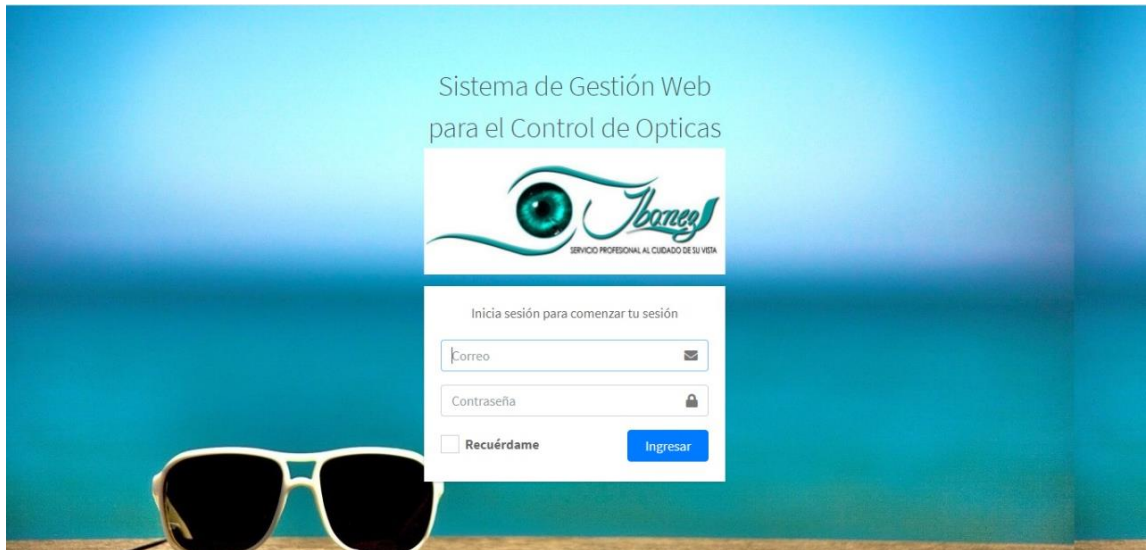 Sistema de Gestión Web
para el Control de Opticas
Ibanez
SERVICIO PROFESIONAL AL CUIDADO DE SU VISTA
Inicia sesión para comenzar tu sesión
Correo
Contraseña
Recuérdame
Ingresar